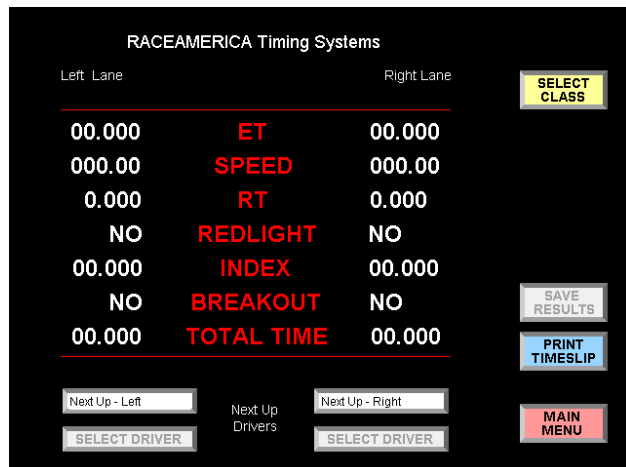 RACEAMERICA Timing Systems
Left Lane Right Lane
SELECT
CLASS
00.000 ET 00.000
000.00 SPEED 000.00
0.000 RT 0.000
NO REDLIGHT NO
00.000 INDEX 00.000
NO BREAKOUT NO
SAVE
RESULTS
00.000 TOTAL TIME 00.000
PRINT
TIMESLIP
Next Up - Left Next Up - Right
Next Up
Drivers
SELECT DRIVER SELECT DRIVER
MAIN
MENU